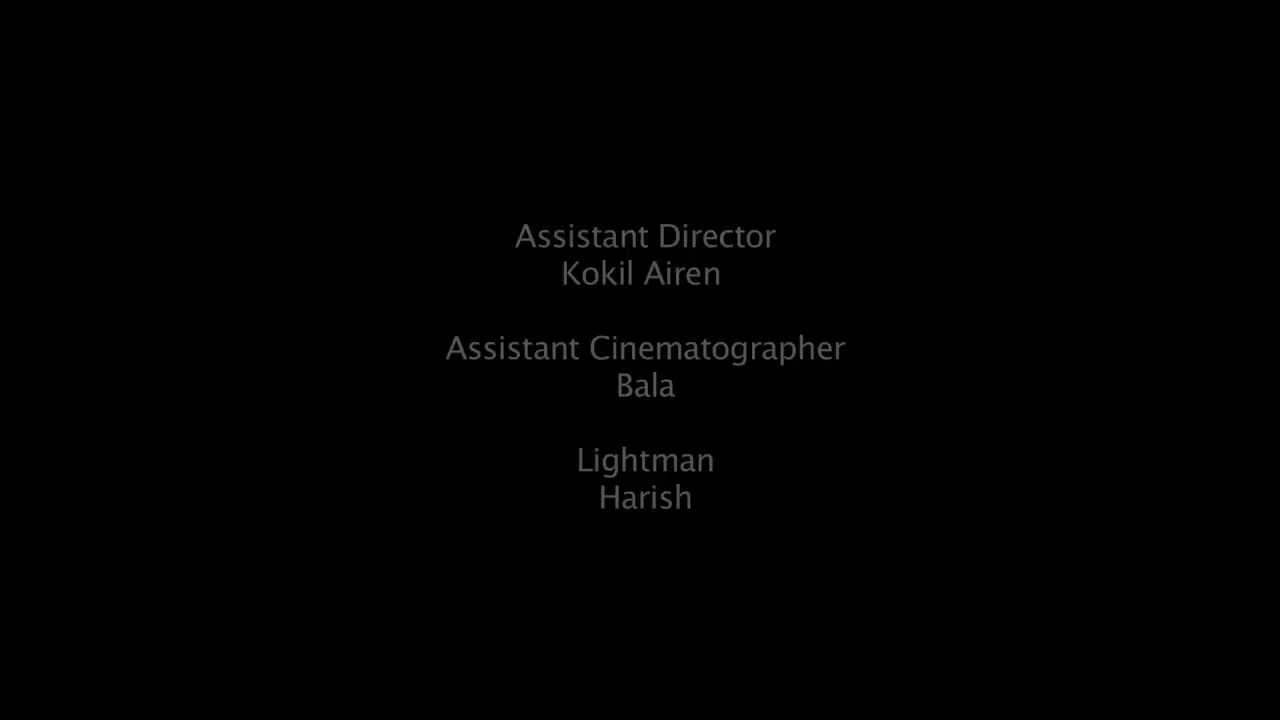 Assistant Director
Kokil Airen
Assistant Cinematographer
Bala
Lightman
Harish